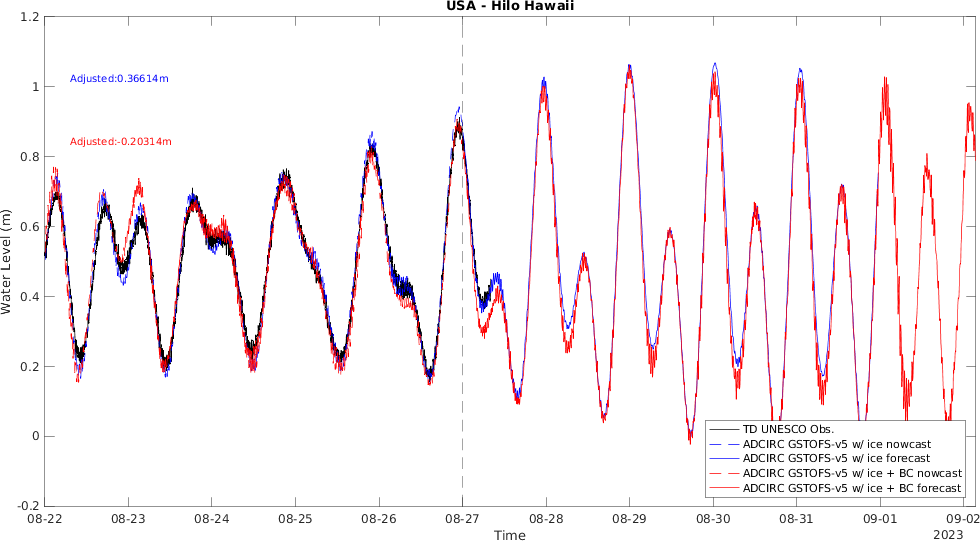 USA - Hilo Hawaii
1.2
1
0.8
0.6
0.4
0.2
0
-0.2
Water Level (m)
Adjusted:0.36614m
Adjusted:-0.20314m
TD UNESCO Obs.
ADCIRC GSTOFS-v5 w/ ice nowcast
ADCIRC GSTOFS-v5 w/ ice forecast
ADCIRC GSTOFS-v5 w/ ice + BC nowcast
ADCIRC GSTOFS-v5 w/ ice + BC forecast
08-22 08-23 08-24 08-25 08-26 08-27 08-28 08-29 08-30 08-31 09-01 09-02
Time
2023